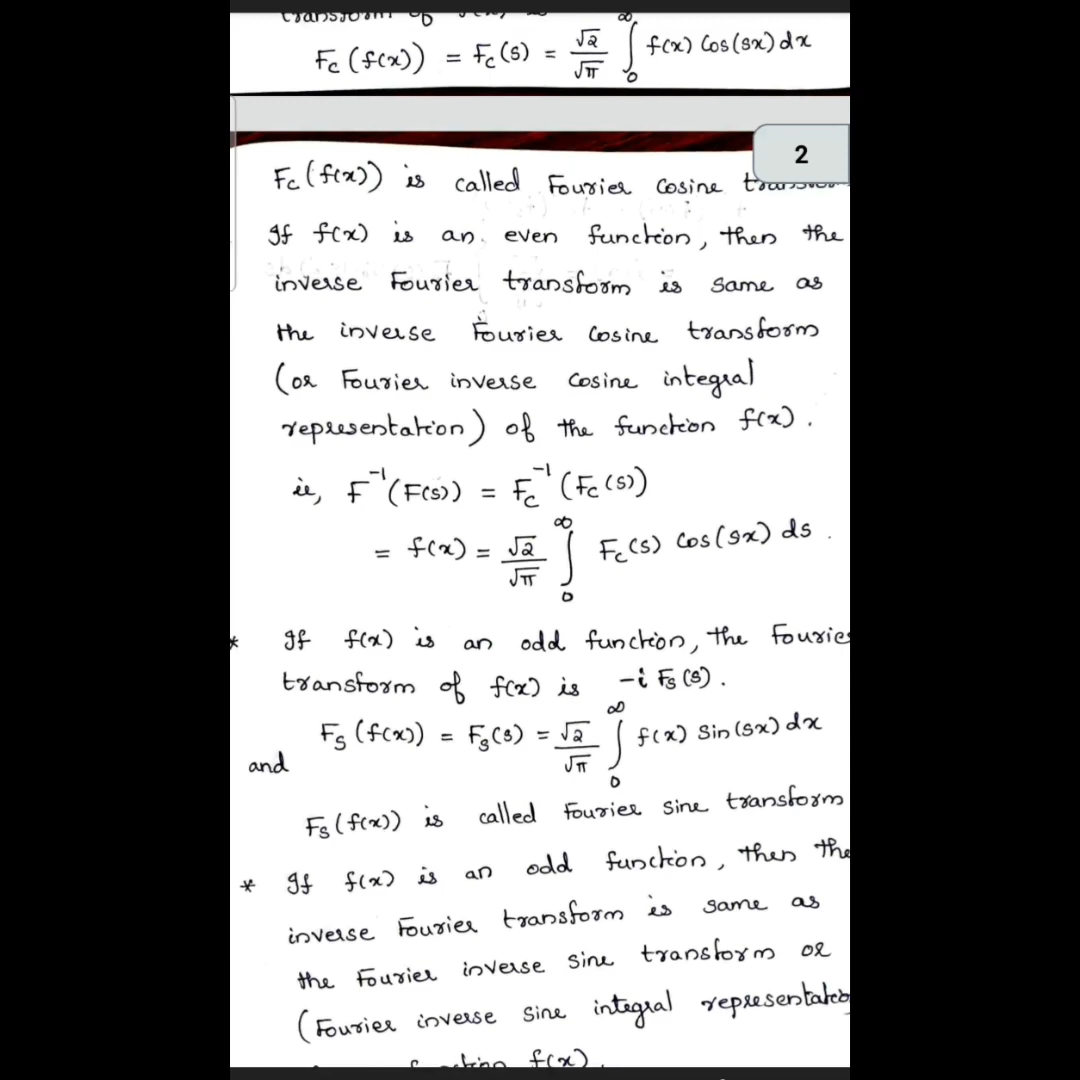 transform of
Fc (f(x)) = Fc(s) = √2/√π ∫₀^∞ f(x) Cos(sx) dx
2
Fc (f(x)) is called Fourier Cosine
If f(x) is an even function, then the
inverse Fourier transform is same as
the inverse Fourier Cosine transform
(or Fourier inverse Cosine integral
representation) of the function f(x).
ie, F⁻¹(F(s)) = Fc⁻¹ (Fc(s))
= f(x) = √2/√π ∫₀^∞ Fc(s) Cos(sx) ds.
* If f(x) is an odd function, the Fourier
transform of f(x) is -i Fs(s).
Fs (f(x)) = Fs(s) = √2/√π ∫₀^∞ f(x) Sin(sx) dx
and
Fs (f(x)) is called Fourier Sine transform
* If f(x) is an odd function, then the
inverse Fourier transform is same as
the Fourier inverse Sine transform or
(Fourier inverse Sine integral representation
f(x).